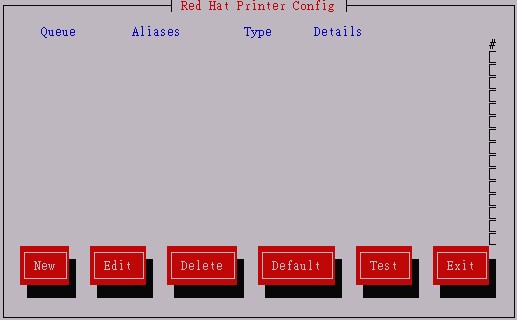 Red Hat Printer Config
Queue Aliases Type Details
#
New Edit Delete Default Test Exit